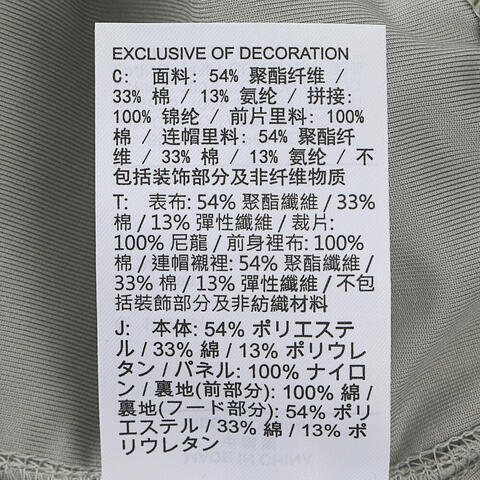 EXCLUSIVE OF DECORATION
C: 面料: 54% 聚酯纤维 /
33% 棉 / 13% 氨纶 / 拼接:
100% 锦纶 / 前片里料: 100%
棉 / 连帽里料: 54% 聚酯纤
维 / 33% 棉 / 13% 氨纶 / 不
包括装饰部分及非纤维物质
T: 表布: 54% 聚酯纖維 / 33%
棉 / 13% 彈性纖維 / 裁片:
100% 尼龍 / 前身裡布: 100%
棉 / 連帽襯裡: 54% 聚酯纖維 /
33% 棉 / 13% 彈性纖維 / 不包
括裝飾部分及非紡織材料
J: 本体: 54% ポリエステ
ル / 33% 綿 / 13% ポリウレ
タン / パネル: 100% ナイロ
ン / 裏地(前部分): 100% 綿 /
裏地(フード部分): 54% ポリ
エステル / 33% 綿 / 13% ポ
リウレタン
MADE IN CHINA